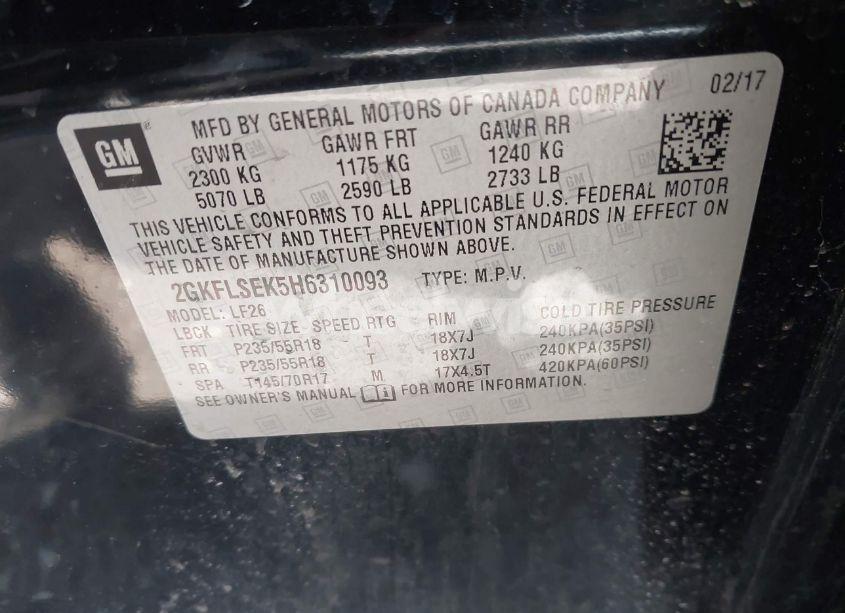 02/17
GM
MFD BY GENERAL MOTORS OF CANADA COMPANY
GVWR GAWR FRT GAWR RR
2300 KG 1175 KG 1240 KG
5070 LB 2590 LB 2733 LB
THIS VEHICLE CONFORMS TO ALL APPLICABLE U.S. FEDERAL MOTOR
VEHICLE SAFETY AND THEFT PREVENTION STANDARDS IN EFFECT ON
THE DATE OF MANUFACTURE SHOWN ABOVE.
2GKFLSEK5H6310093 TYPE: M.P.V.
MODEL: LF26
LBCK TIRE SIZE SPEED RTG RIM COLD TIRE PRESSURE
FRT P235/55R18 T 18X7J 240KPA(35PSI)
RR P235/55R18 T 18X7J 240KPA(35PSI)
SPA T145/70R17 M 17X4.5T 420KPA(60PSI)
SEE OWNER'S MANUAL FOR MORE INFORMATION.